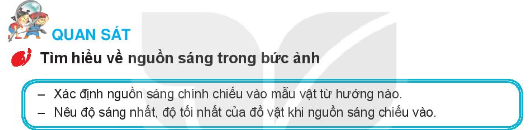 QUAN SÁT
Tìm hiểu về nguồn sáng trong bức ảnh
– Xác định nguồn sáng chính chiếu vào mẫu vật từ hướng nào.
– Nêu độ sáng nhất, độ tối nhất của đồ vật khi nguồn sáng chiếu vào.